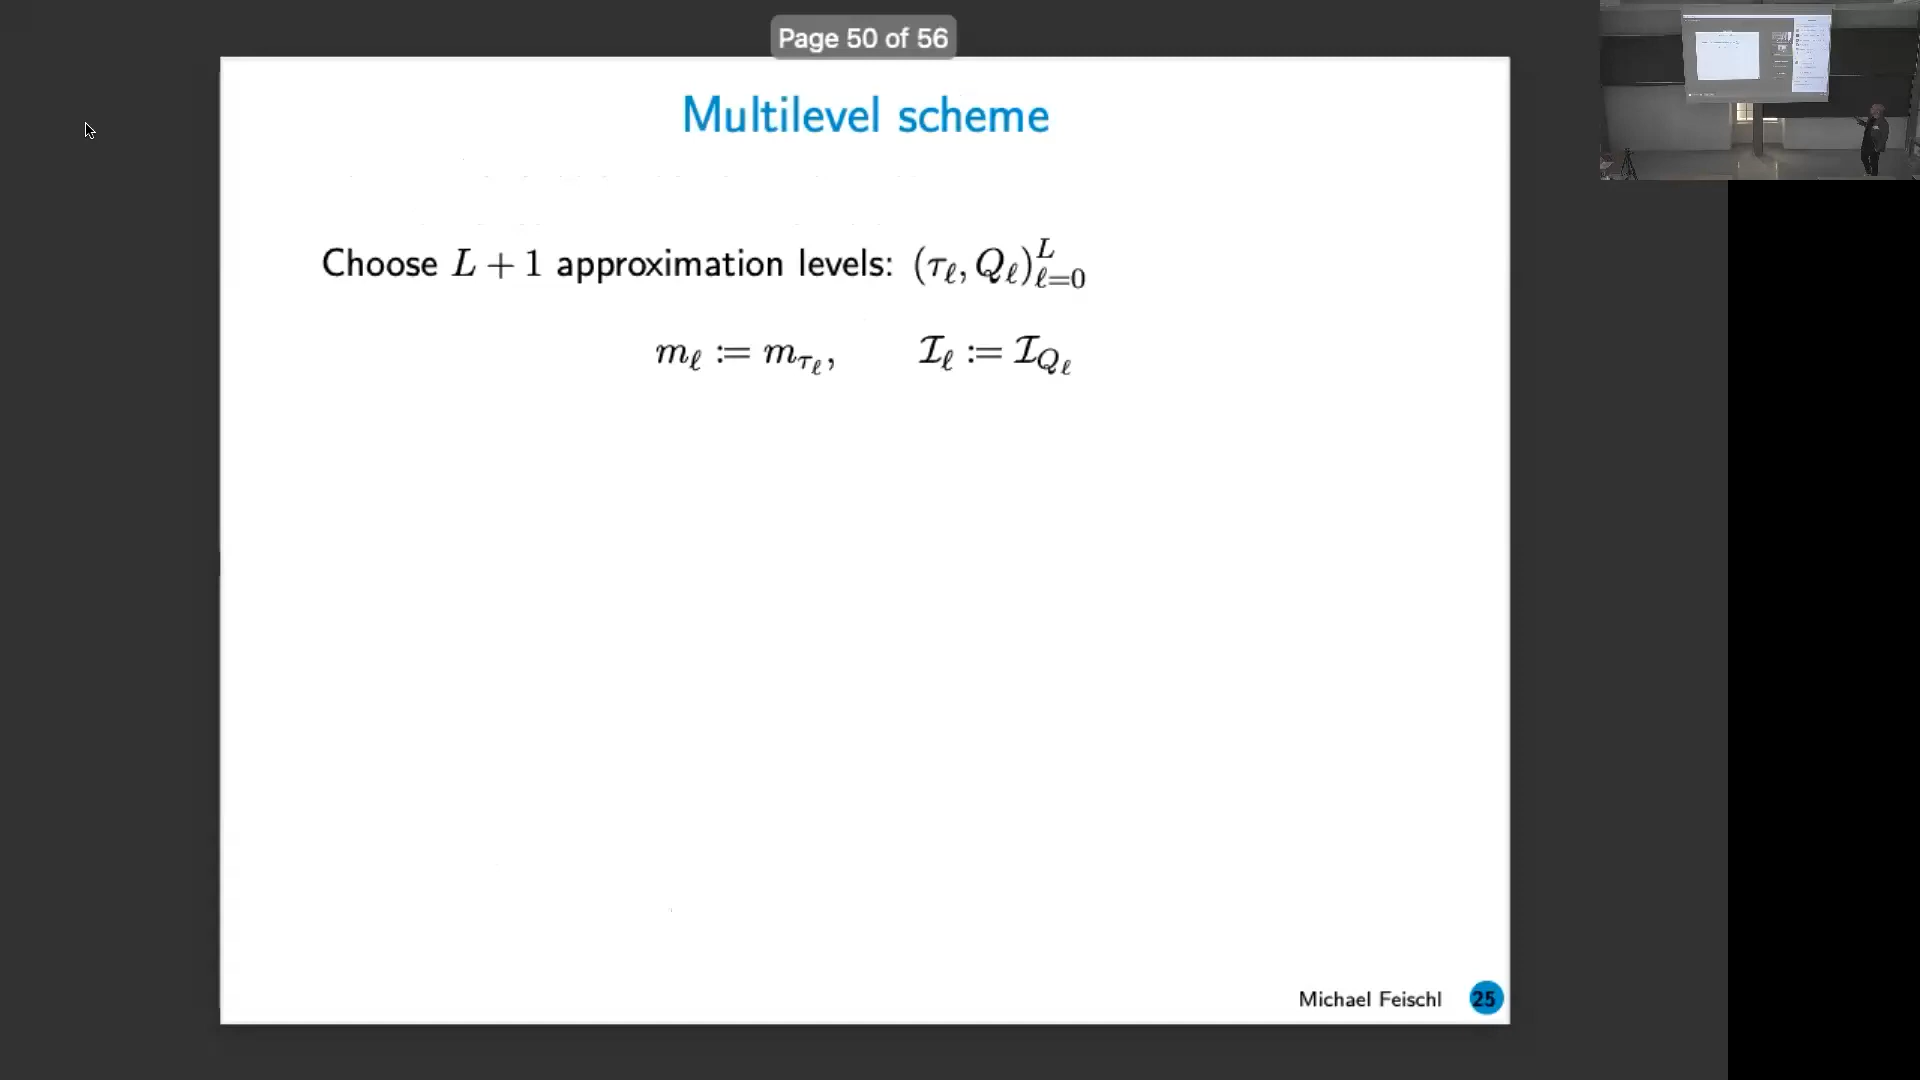 Page 50 of 56
Multilevel scheme
Choose L + 1 approximation levels: (τ_ℓ, Q_ℓ)_{ℓ=0}^L
m_ℓ := m_{τ_ℓ},  𝓘_ℓ := 𝓘_{Q_ℓ}
Michael Feischl 25